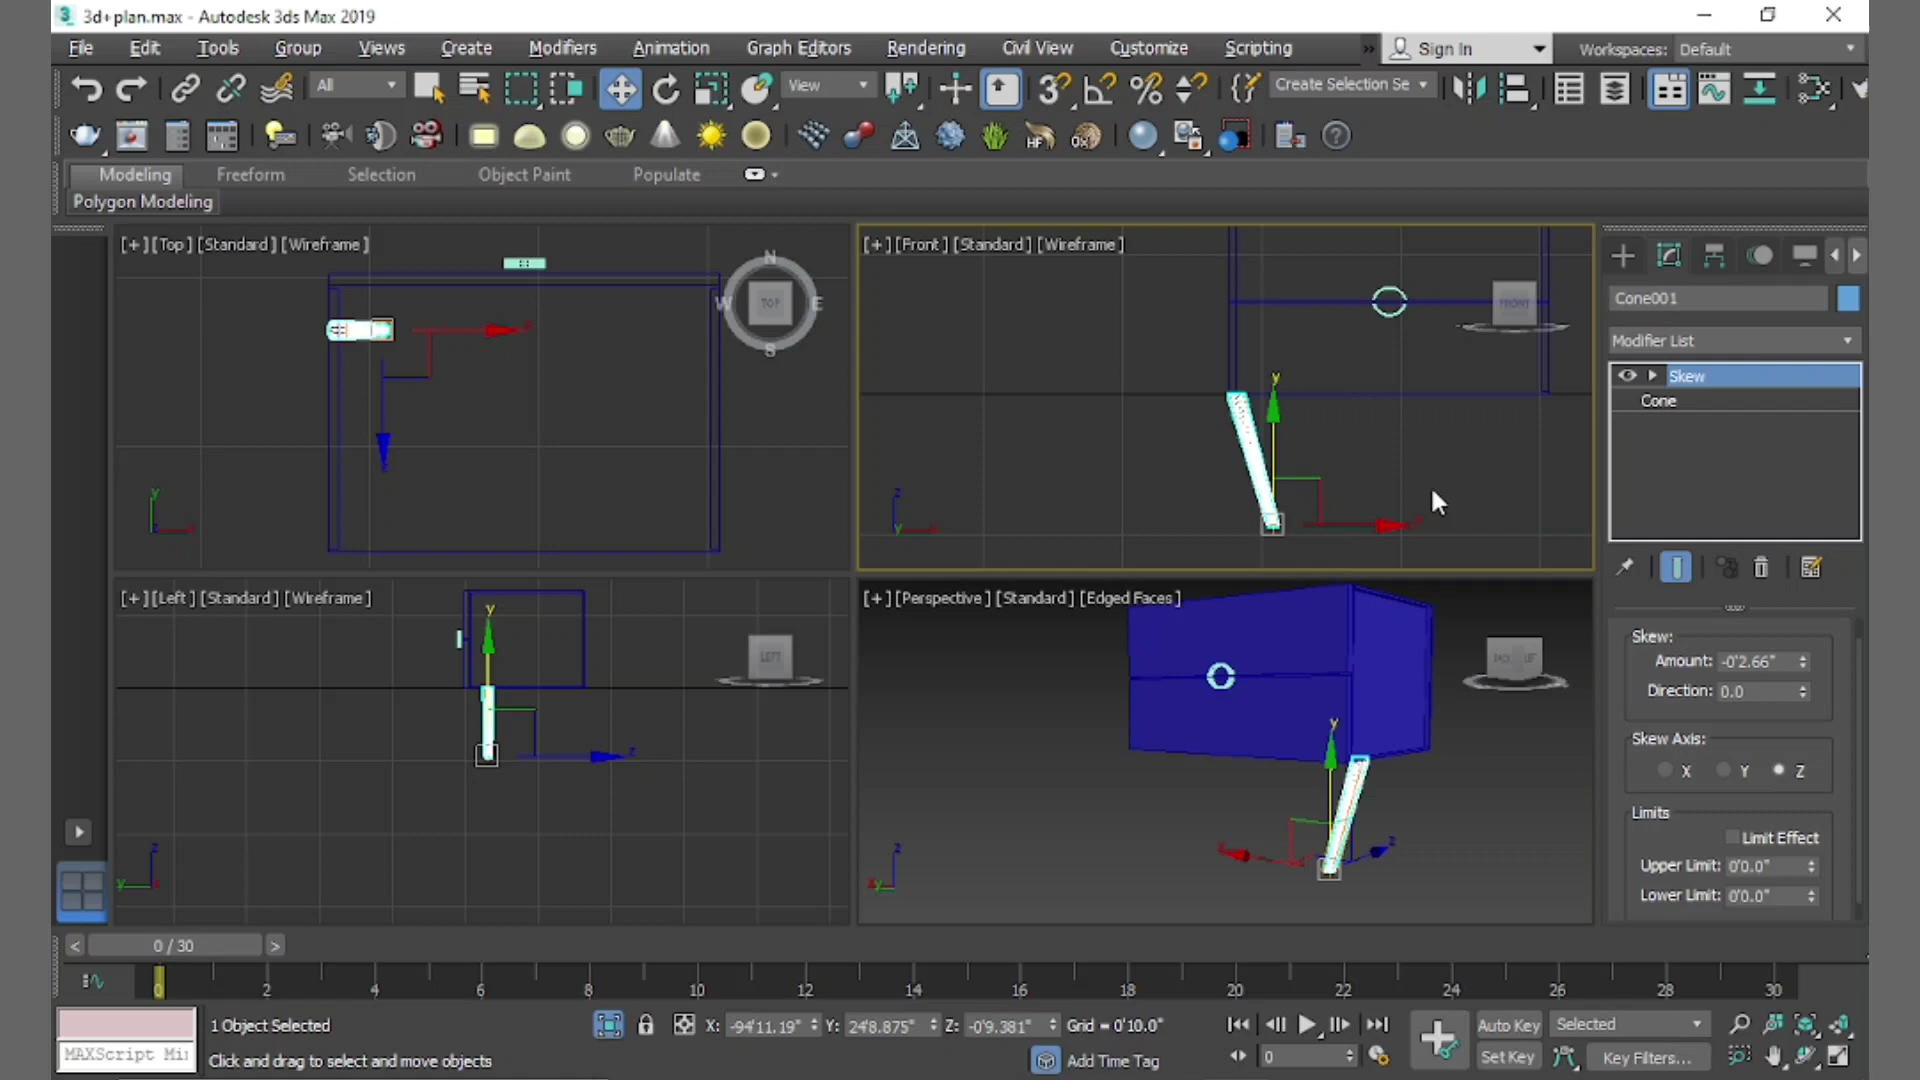 3d+plan.max - Autodesk 3ds Max 2019
File Edit Tools Group Views Create Modifiers Animation Graph Editors Rendering Civil View Customize Scripting » Sign In Workspaces: Default
All View Create Selection Se
Modeling Freeform Selection Object Paint Populate
Polygon Modeling
[+][Top][Standard][Wireframe]
N
W TOP E
S
[+][Front][Standard][Wireframe]
FRONT
[+][Left][Standard][Wireframe]
LEFT
[+][Perspective][Standard][Edged Faces]
Cone001
Modifier List
Skew
Cone
Skew:
Amount: -0'2.66"
Direction: 0.0
Skew Axis:
X Y Z
Limits
Limit Effect
Upper Limit: 0'0.0"
Lower Limit: 0'0.0"
< 0 / 30 >
0 2 4 6 8 10 12 14 16 18 20 22 24 26 28 30
1 Object Selected X: -94'11.19" Y: 24'8.875" Z: -0'9.381" Grid = 0'10.0" Auto Key Selected
MAXScript Mi Click and drag to select and move objects Add Time Tag 0 Set Key Key Filters...